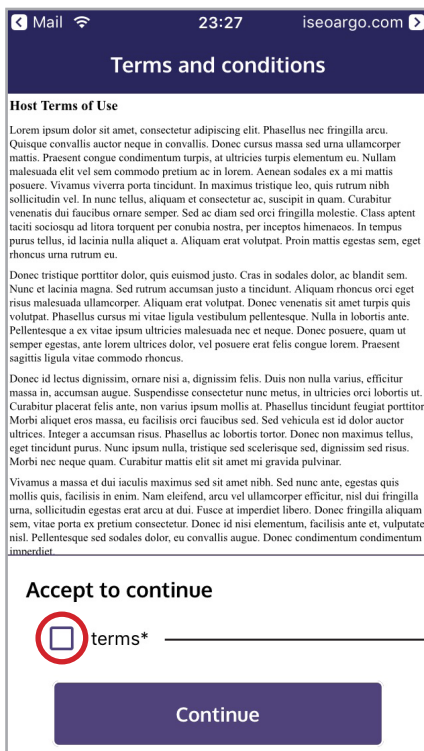 Mail 23:27 iseoargo.com
Terms and conditions
Host Terms of Use
Lorem ipsum dolor sit amet, consectetur adipiscing elit. Phasellus nec fringilla arcu.
Quisque convallis auctor neque in convallis. Donec cursus massa sed urna ullamcorper
mattis. Praesent congue condimentum turpis, at ultricies turpis elementum eu. Nullam
malesuada elit vel sem commodo pretium ac in lorem. Aenean sodales ex a mi mattis
posuere. Vivamus viverra porta tincidunt. In maximus tristique leo, quis rutrum nibh
sollicitudin vel. In nunc tellus, aliquam et consectetur ac, suscipit in quam. Curabitur
venenatis dui faucibus ornare semper. Sed ac diam sed orci fringilla molestie. Class aptent
taciti sociosqu ad litora torquent per conubia nostra, per inceptos himenaeos. In tempus
purus tellus, id lacinia nulla aliquet a. Aliquam erat volutpat. Proin mattis egestas sem, eget
rhoncus urna rutrum eu.
Donec tristique porttitor dolor, quis euismod justo. Cras in sodales dolor, ac blandit sem.
Nunc et lacinia magna. Sed rutrum accumsan justo a tincidunt. Aliquam rhoncus orci eget
risus malesuada ullamcorper. Aliquam erat volutpat. Donec venenatis sit amet turpis quis
volutpat. Phasellus cursus mi vitae ligula vestibulum pellentesque. Nulla in lobortis ante.
Pellentesque a ex vitae ipsum ultricies malesuada nec et neque. Donec posuere, quam ut
semper egestas, ante lorem ultrices dolor, vel posuere erat felis congue lorem. Praesent
sagittis ligula vitae commodo rhoncus.
Donec id lectus dignissim, ornare nisi a, dignissim felis. Duis non nulla varius, efficitur
massa in, accumsan augue. Suspendisse consectetur nunc metus, in ultricies orci lobortis ut.
Curabitur placerat felis ante, non varius ipsum mollis at. Phasellus tincidunt feugiat porttitor
Morbi aliquet eros massa, eu facilisis orci faucibus sed. Sed vehicula est id dolor auctor
ultrices. Integer a accumsan risus. Phasellus ac lobortis tortor. Donec non maximus tellus,
eget tincidunt purus. Nunc ipsum nulla, tristique sed scelerisque sed, dignissim sed risus.
Morbi nec neque quam. Curabitur mattis elit sit amet mi gravida pulvinar.
Vivamus a massa et dui iaculis euismod sed sit amet nibh. Sed nunc ante, egestas quis
mollis quis, facilisis in enim. Nam eleifend, arcu vel ullamcorper efficitur, nisl dui fringilla
urna, sollicitudin egestas erat arcu at dui. Fusce at imperdiet libero. Donec fringilla aliquam
sem, vitae porta ex pretium consectetur. Donec id nisi elementum, facilisis ante et, vulputate
nisl. Pellentesque sed sodales dolor, eu convallis augue. Donec condimentum condimentum
imperdiet.
Accept to continue
terms*
Continue